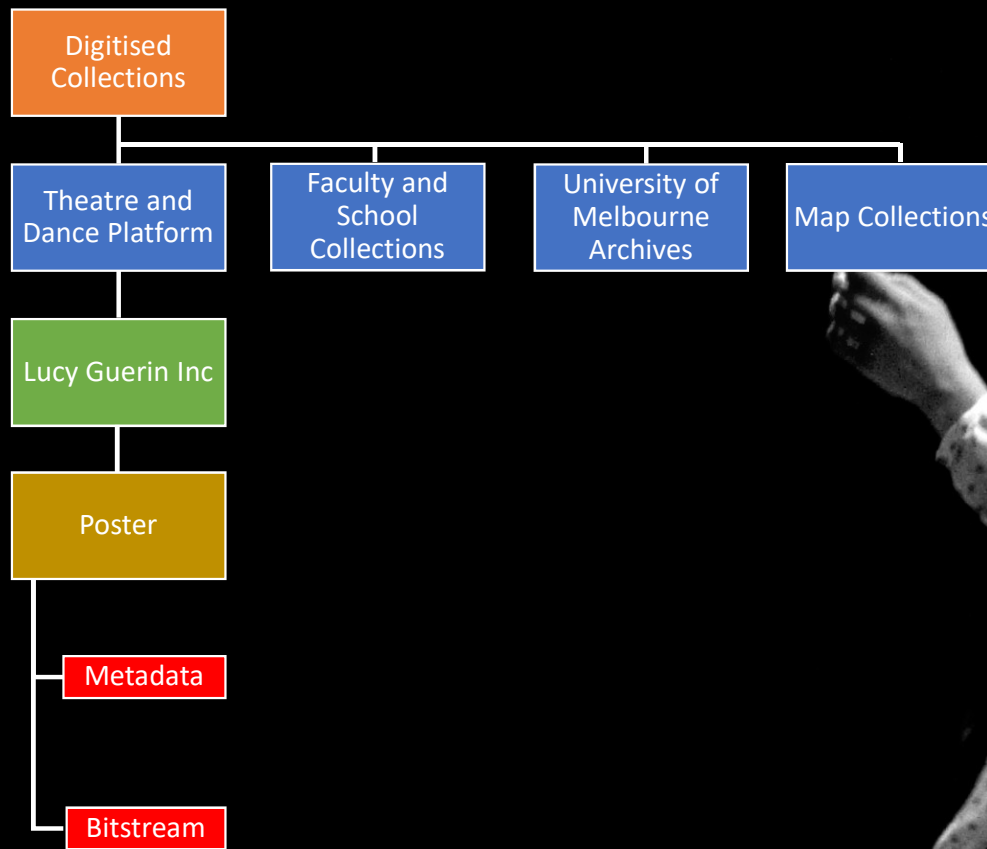 Digitised
Collections
Theatre and
Dance Platform
Faculty and
School
Collections
University of
Melbourne
Archives
Map Collections
Lucy Guerin Inc
Poster
Metadata
Bitstream